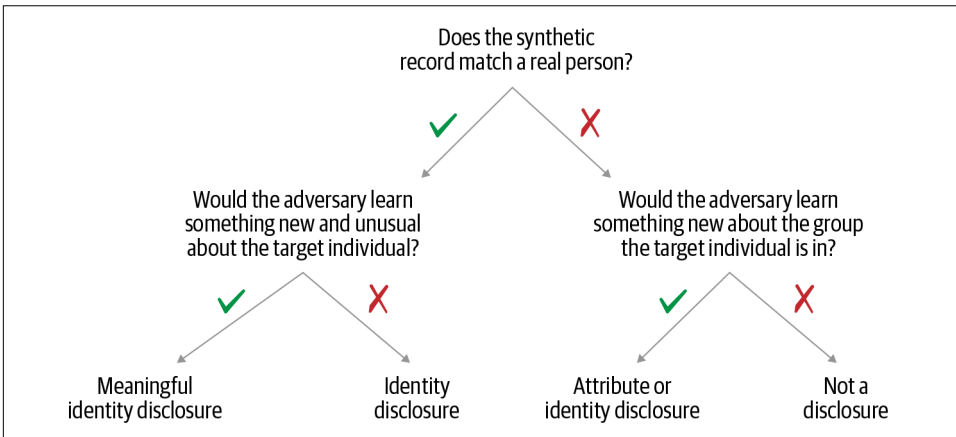 Does the synthetic
record match a real person?
Would the adversary learn
something new and unusual
about the target individual?
Would the adversary learn
something new about the group
the target individual is in?
Meaningful
identity disclosure
Identity
disclosure
Attribute or
identity disclosure
Not a
disclosure